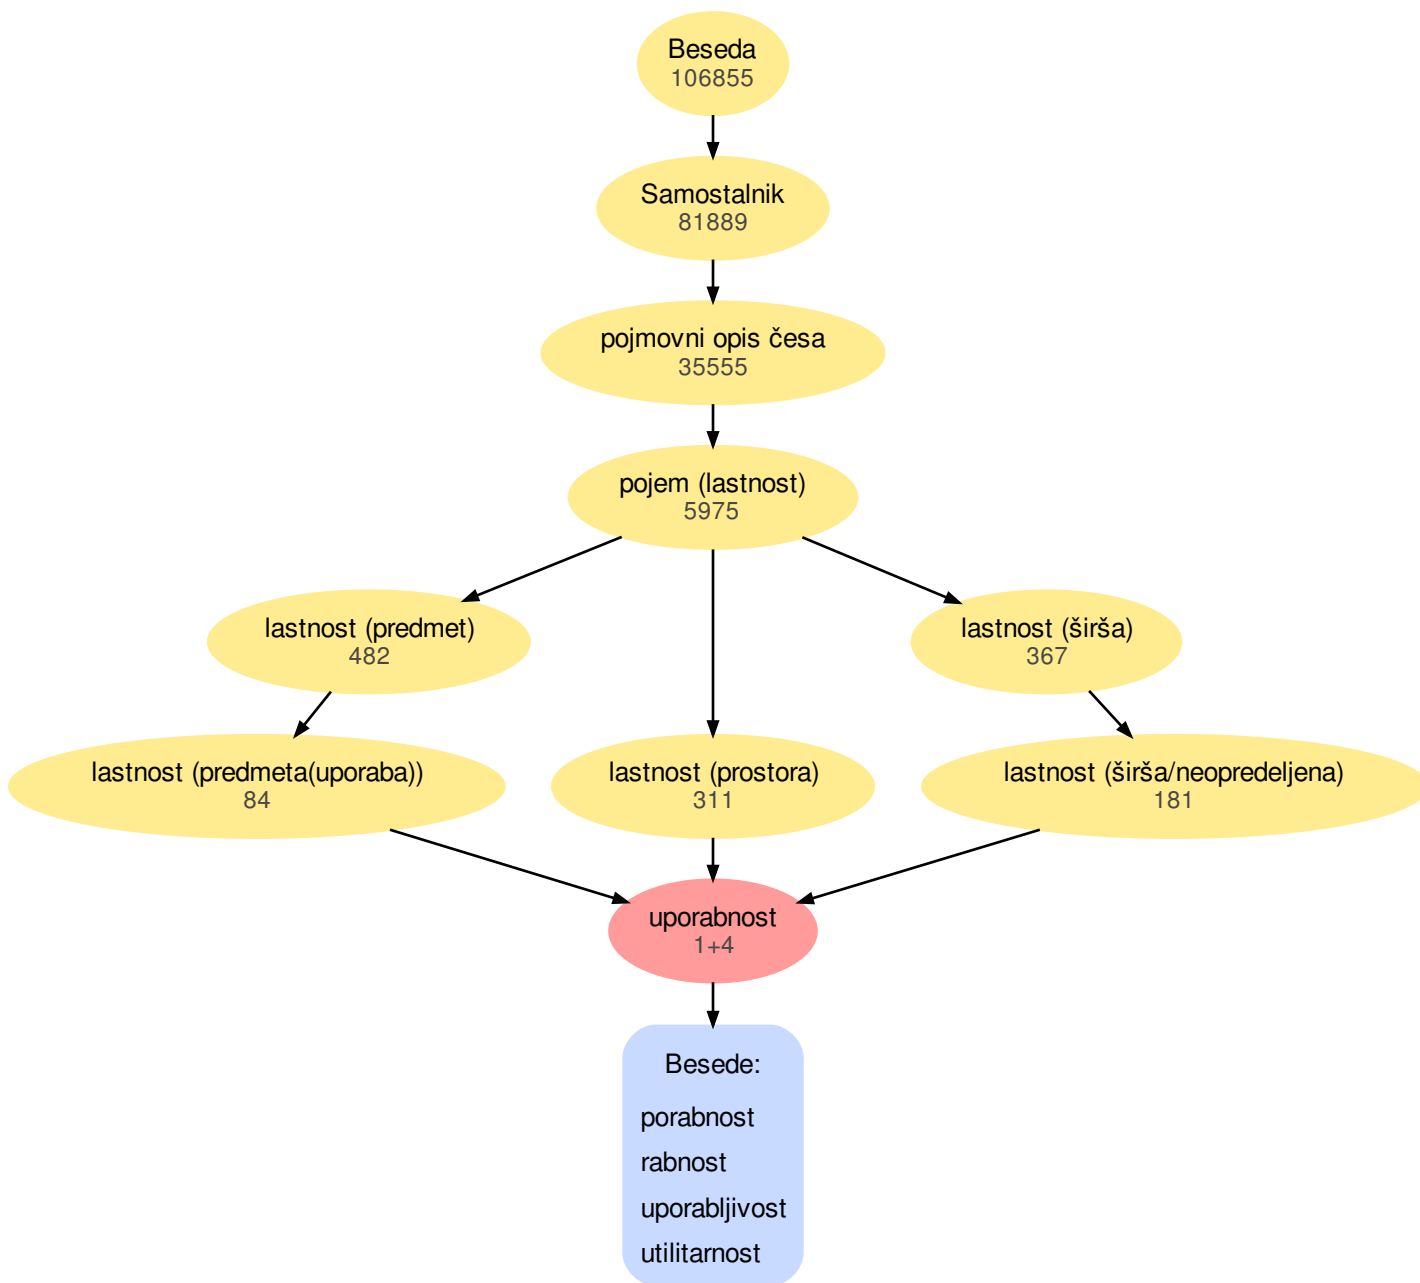 Beseda
106855
Samostalnik
81889
pojmovni opis česa
35555
pojem (lastnost)
5975
lastnost (predmet)
482
lastnost (širša)
367
lastnost (predmeta(uporaba))
84
lastnost (prostora)
311
lastnost (širša/neopredeljena)
181
uporabnost
1+4
Besede:
porabnost
rabnost
uporabljivost
utilitarnost